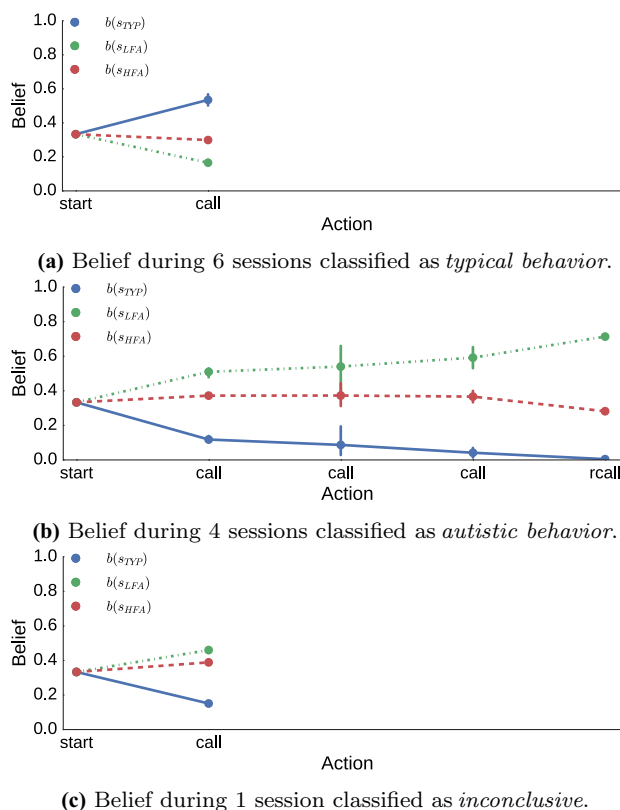 1.0
b(s_TYP)
0.8
b(s_LFA)
b(s_HFA)
0.6
Belief
0.4
0.2
0.0
start call
Action
(a) Belief during 6 sessions classified as typical behavior.
1.0
b(s_TYP)
0.8
b(s_LFA)
b(s_HFA)
0.6
Belief
0.4
0.2
0.0
start call call call rcall
Action
(b) Belief during 4 sessions classified as autistic behavior.
1.0
b(s_TYP)
0.8
b(s_LFA)
b(s_HFA)
0.6
Belief
0.4
0.2
0.0
start call
Action
(c) Belief during 1 session classified as inconclusive.